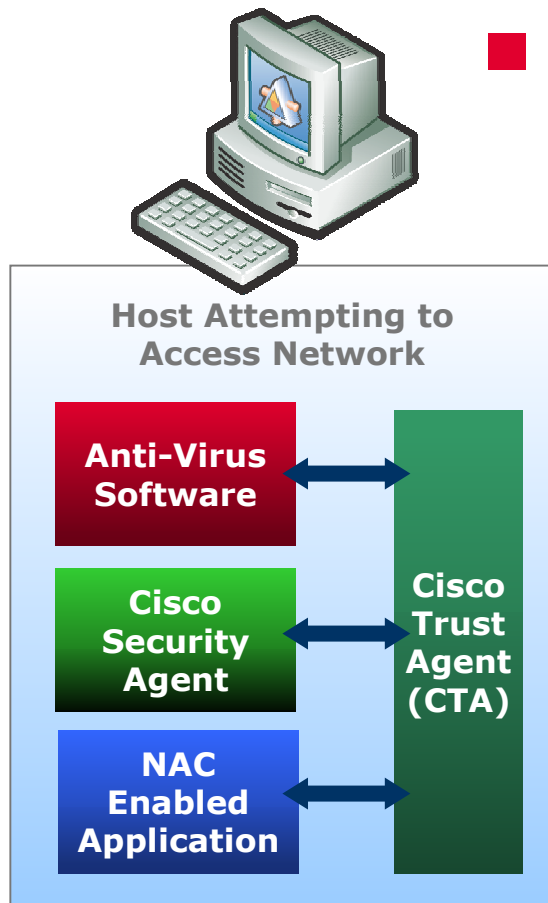 Host Attempting to
Access Network
Anti-Virus
Software
Cisco
Security
Agent
NAC
Enabled
Application
Cisco
Trust
Agent
(CTA)